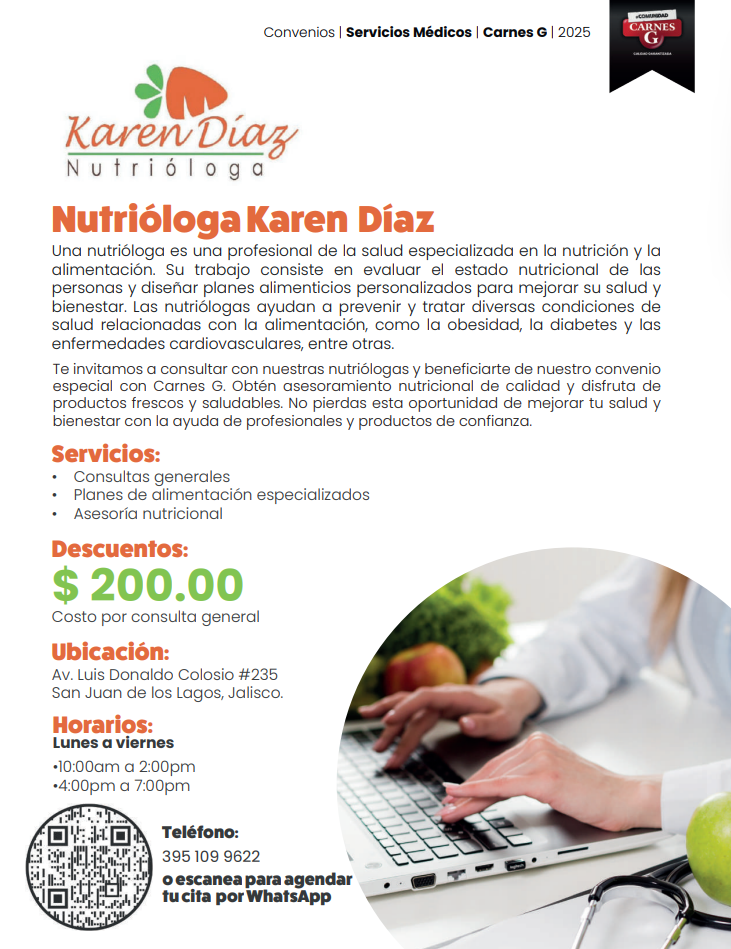 Convenios | Servicios Médicos | Carnes G | 2025
#COMUNIDAD
CARNES
G
CALIDAD GARANTIZADA
Karen Díaz
Nutrióloga
Nutrióloga Karen Díaz
Una nutrióloga es una profesional de la salud especializada en la nutrición y la
alimentación. Su trabajo consiste en evaluar el estado nutricional de las
personas y diseñar planes alimenticios personalizados para mejorar su salud y
bienestar. Las nutriólogas ayudan a prevenir y tratar diversas condiciones de
salud relacionadas con la alimentación, como la obesidad, la diabetes y las
enfermedades cardiovasculares, entre otras.
Te invitamos a consultar con nuestras nutriólogas y beneficiarte de nuestro convenio
especial con Carnes G. Obtén asesoramiento nutricional de calidad y disfruta de
productos frescos y saludables. No pierdas esta oportunidad de mejorar tu salud y
bienestar con la ayuda de profesionales y productos de confianza.
Servicios:
• Consultas generales
• Planes de alimentación especializados
• Asesoría nutricional
Descuentos:
$ 200.00
Costo por consulta general
Ubicación:
Av. Luis Donaldo Colosio #235
San Juan de los Lagos, Jalisco.
Horarios:
Lunes a viernes
•10:00am a 2:00pm
•4:00pm a 7:00pm
Teléfono:
395 109 9622
o escanea para agendar
tu cita por WhatsApp